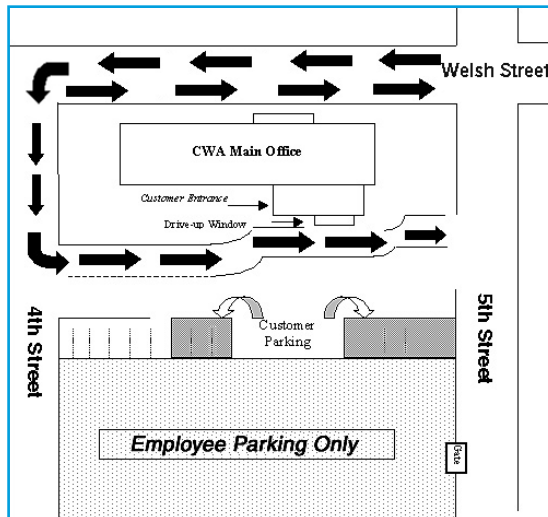 Welsh Street
CWA Main Office
Customer Entrance
Drive-up Window
4th Street
Customer
Parking
5th Street
Employee Parking Only
Gate